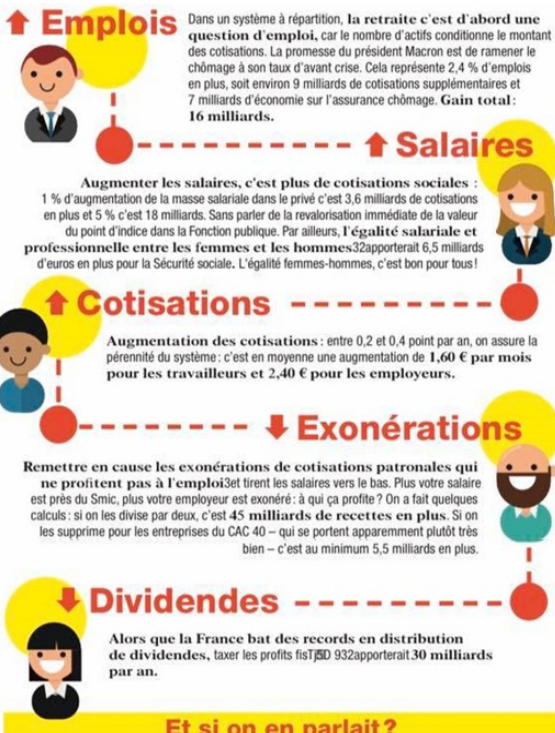 Emplois
Dans un système à répartition, la retraite c'est d'abord une
question d'emploi, car le nombre d'actifs conditionne le montant
des cotisations. La promesse du président Macron est de ramener le
chômage à son taux d'avant crise. Cela représente 2,4 % d'emplois
en plus, soit environ 9 milliards de cotisations supplémentaires et
7 milliards d'économie sur l'assurance chômage. Gain total :
16 milliards.
Salaires
Augmenter les salaires, c'est plus de cotisations sociales :
1 % d'augmentation de la masse salariale dans le privé c'est 3,6 milliards de cotisations
en plus et 5 % c'est 18 milliards. Sans parler de la revalorisation immédiate de la valeur
du point d'indice dans la Fonction publique. Par ailleurs, l'égalité salariale et
professionnelle entre les femmes et les hommes32apporterait 6,5 milliards
d'euros en plus pour la Sécurité sociale. L'égalité femmes-hommes, c'est bon pour tous !
Cotisations
Augmentation des cotisations : entre 0,2 et 0,4 point par an, on assure la
pérennité du système : c'est en moyenne une augmentation de 1,60 € par mois
pour les travailleurs et 2,40 € pour les employeurs.
Exonérations
Remettre en cause les exonérations de cotisations patronales qui
ne profitent pas à l'emploi3et tirent les salaires vers le bas. Plus votre salaire
est près du Smic, plus votre employeur est exonéré : à qui ça profite ? On a fait quelques
calculs : si on les divise par deux, c'est 45 milliards de recettes en plus. Si on
les supprime pour les entreprises du CAC 40 – qui se portent apparemment plutôt très
bien – c'est au minimum 5,5 milliards en plus.
Dividendes
Alors que la France bat des records en distribution
de dividendes, taxer les profits 932apporterait 30 milliards
par an.
Et si on en parlait ?